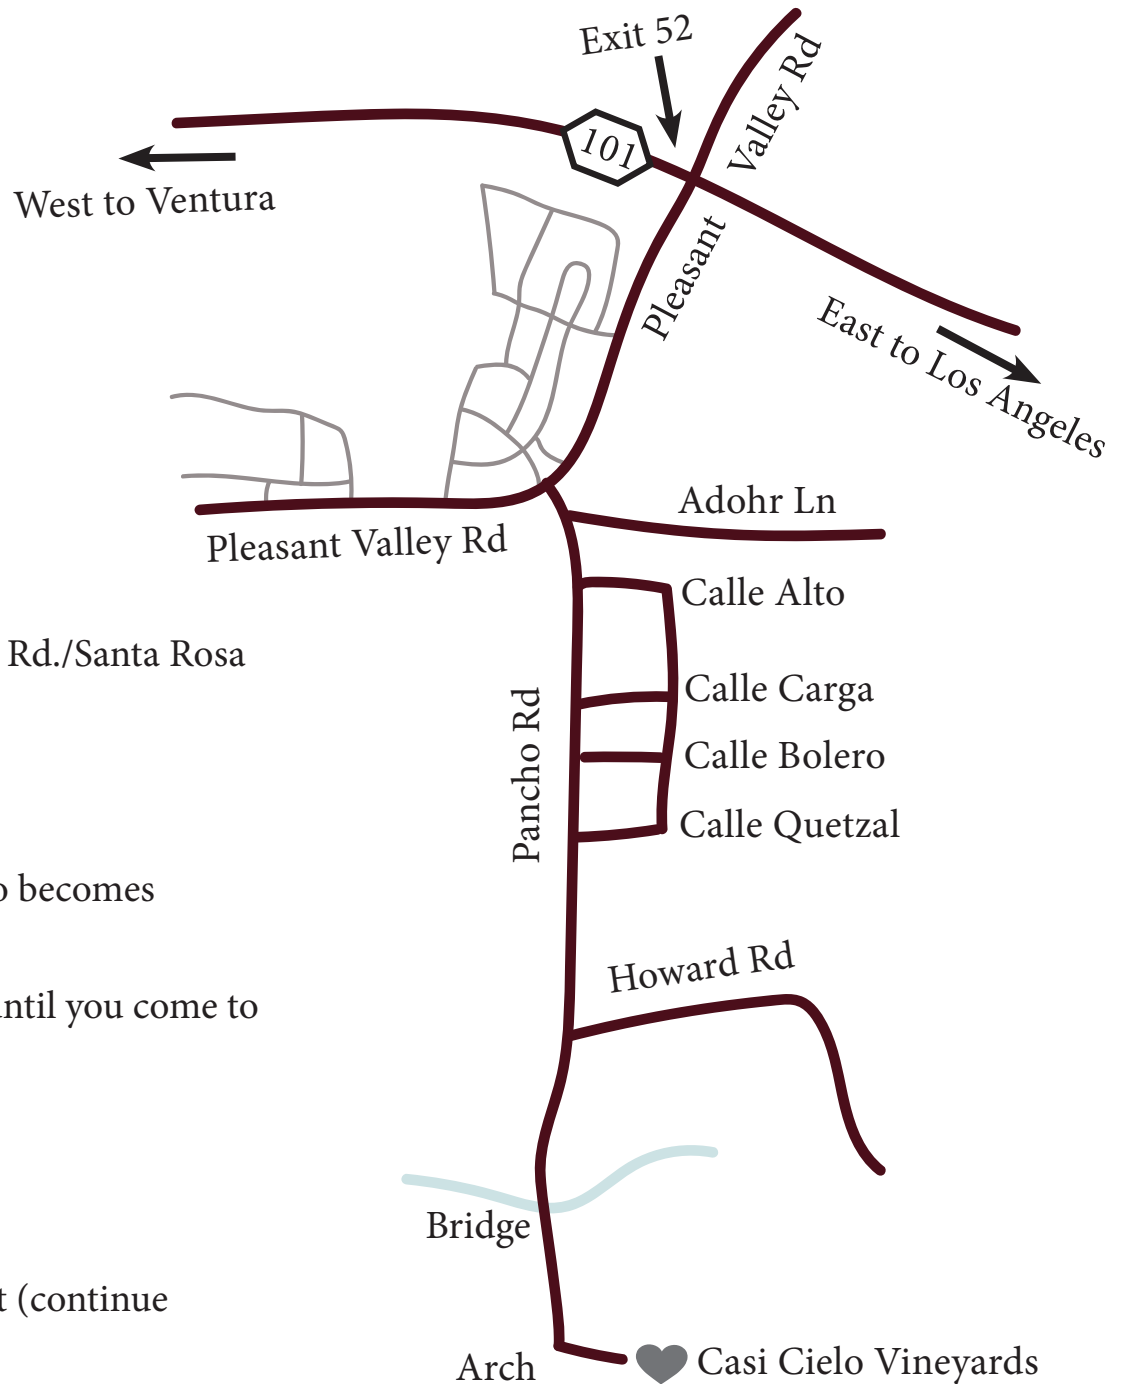 Exit 52
Valley Rd
101
West to Ventura
Pleasant
East to Los Angeles
Adohr Ln
Pleasant Valley Rd
Calle Alto
Rd./Santa Rosa
Calle Carga
Pancho Rd
Calle Bolero
Calle Quetzal
becomes
Howard Rd
until you come to
Bridge
(continue
Arch
Casi Cielo Vineyards